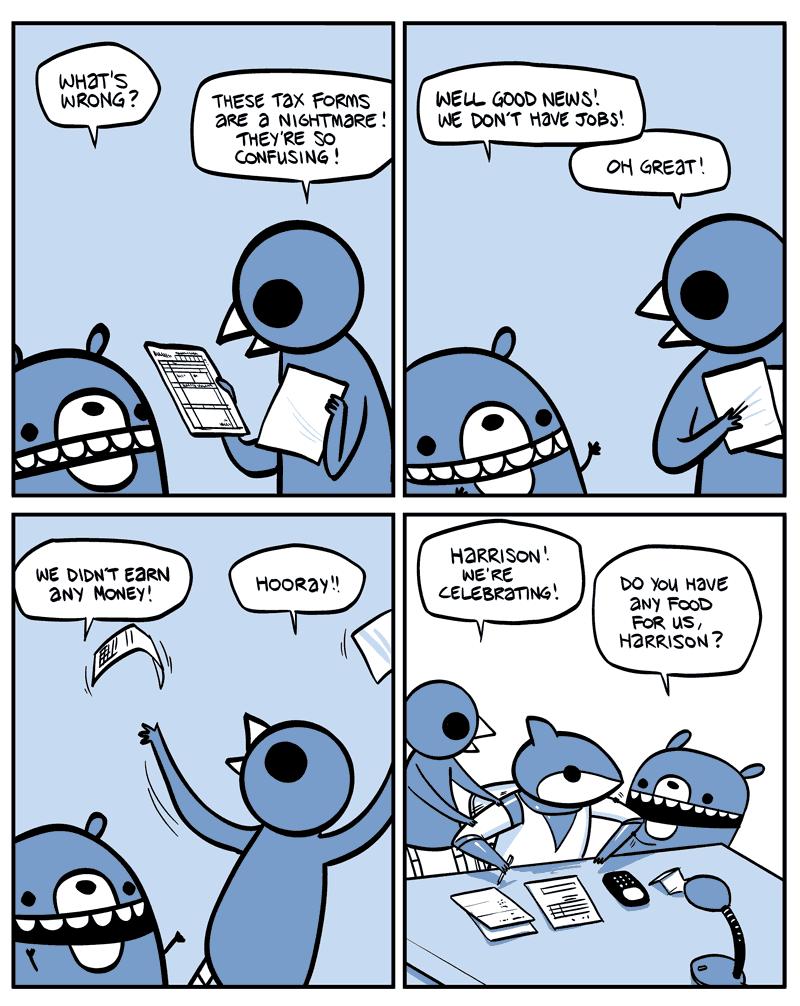 WHAT'S
WRONG?
THESE TAX FORMS
ARE A NIGHTMARE!
THEY'RE SO
CONFUSING!
WELL GOOD NEWS!
WE DON'T HAVE JOBS!
OH GREAT!
WE DIDN'T EARN
ANY MONEY!
HOORAY!!
HARRISON!
WE'RE
CELEBRATING!
DO YOU HAVE
ANY FOOD
FOR US,
HARRISON?